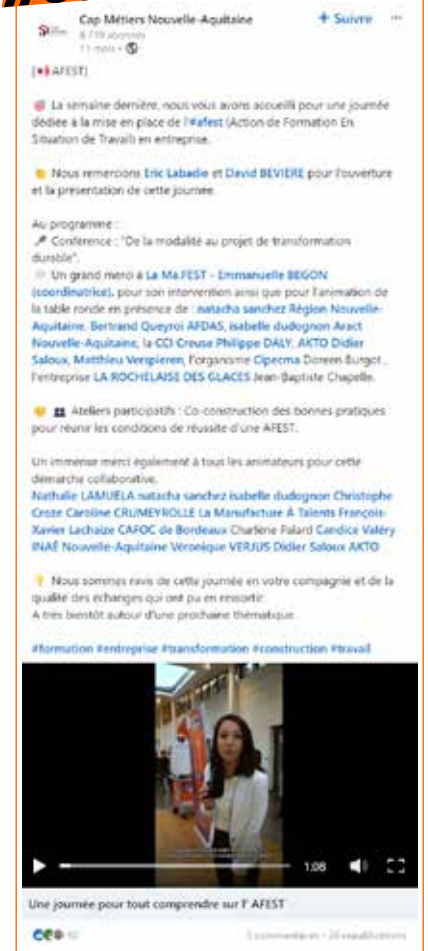 Cap Métiers Nouvelle-Aquitaine
+ Suivre
8 719 abonnés
11 mois
[AFEST]
La semaine dernière, nous vous avons accueilli pour une journée
dédiée à la mise en place de l'#afest (Action de Formation En
Situation de Travail) en entreprise.
Nous remercions Eric Labadie et David BEVIERE pour l'ouverture
et la présentation de cette journée.
Au programme :
Conférence : "De la modalité au projet de transformation
durable".
Un grand merci à La Ma.FEST - Emmanuelle BEGON
(coordinatrice), pour son intervention ainsi que pour l'animation de
la table ronde en présence de : natacha sanchez Région Nouvelle-
Aquitaine, Bertrand Queyroi AFDAS, isabelle dudognon Aract
Nouvelle-Aquitaine, la CCI Creuse Philippe DALY, AKTO Didier
Saloux, Matthieu Verspieren, l'organisme Cipecma Doreen Burgot ,
l'entreprise LA ROCHELAISE DES GLACES Jean-Baptiste Chapelle.
Ateliers participatifs : Co-construction des bonnes pratiques
pour réunir les conditions de réussite d'une AFEST.
Un immense merci également à tous les animateurs pour cette
démarche collaborative.
Nathalie LAMUELA natacha sanchez isabelle dudognon Christophe
Croze Caroline CRUMEYROLLE La Manufacture À Talents François-
Xavier Lachaize CAFOC de Bordeaux Charlène Palard Candice Valéry
INAÉ Nouvelle-Aquitaine Véronique VERJUS Didier Saloux AKTO
Nous sommes ravis de cette journée en votre compagnie et de la
qualité des échanges qui ont pu en ressortir.
A très bientôt autour d'une prochaine thématique.
#formation #entreprise #transformation #construction #travail
1:08
Une journée pour tout comprendre sur l' AFEST
5 commentaires • 20 republications